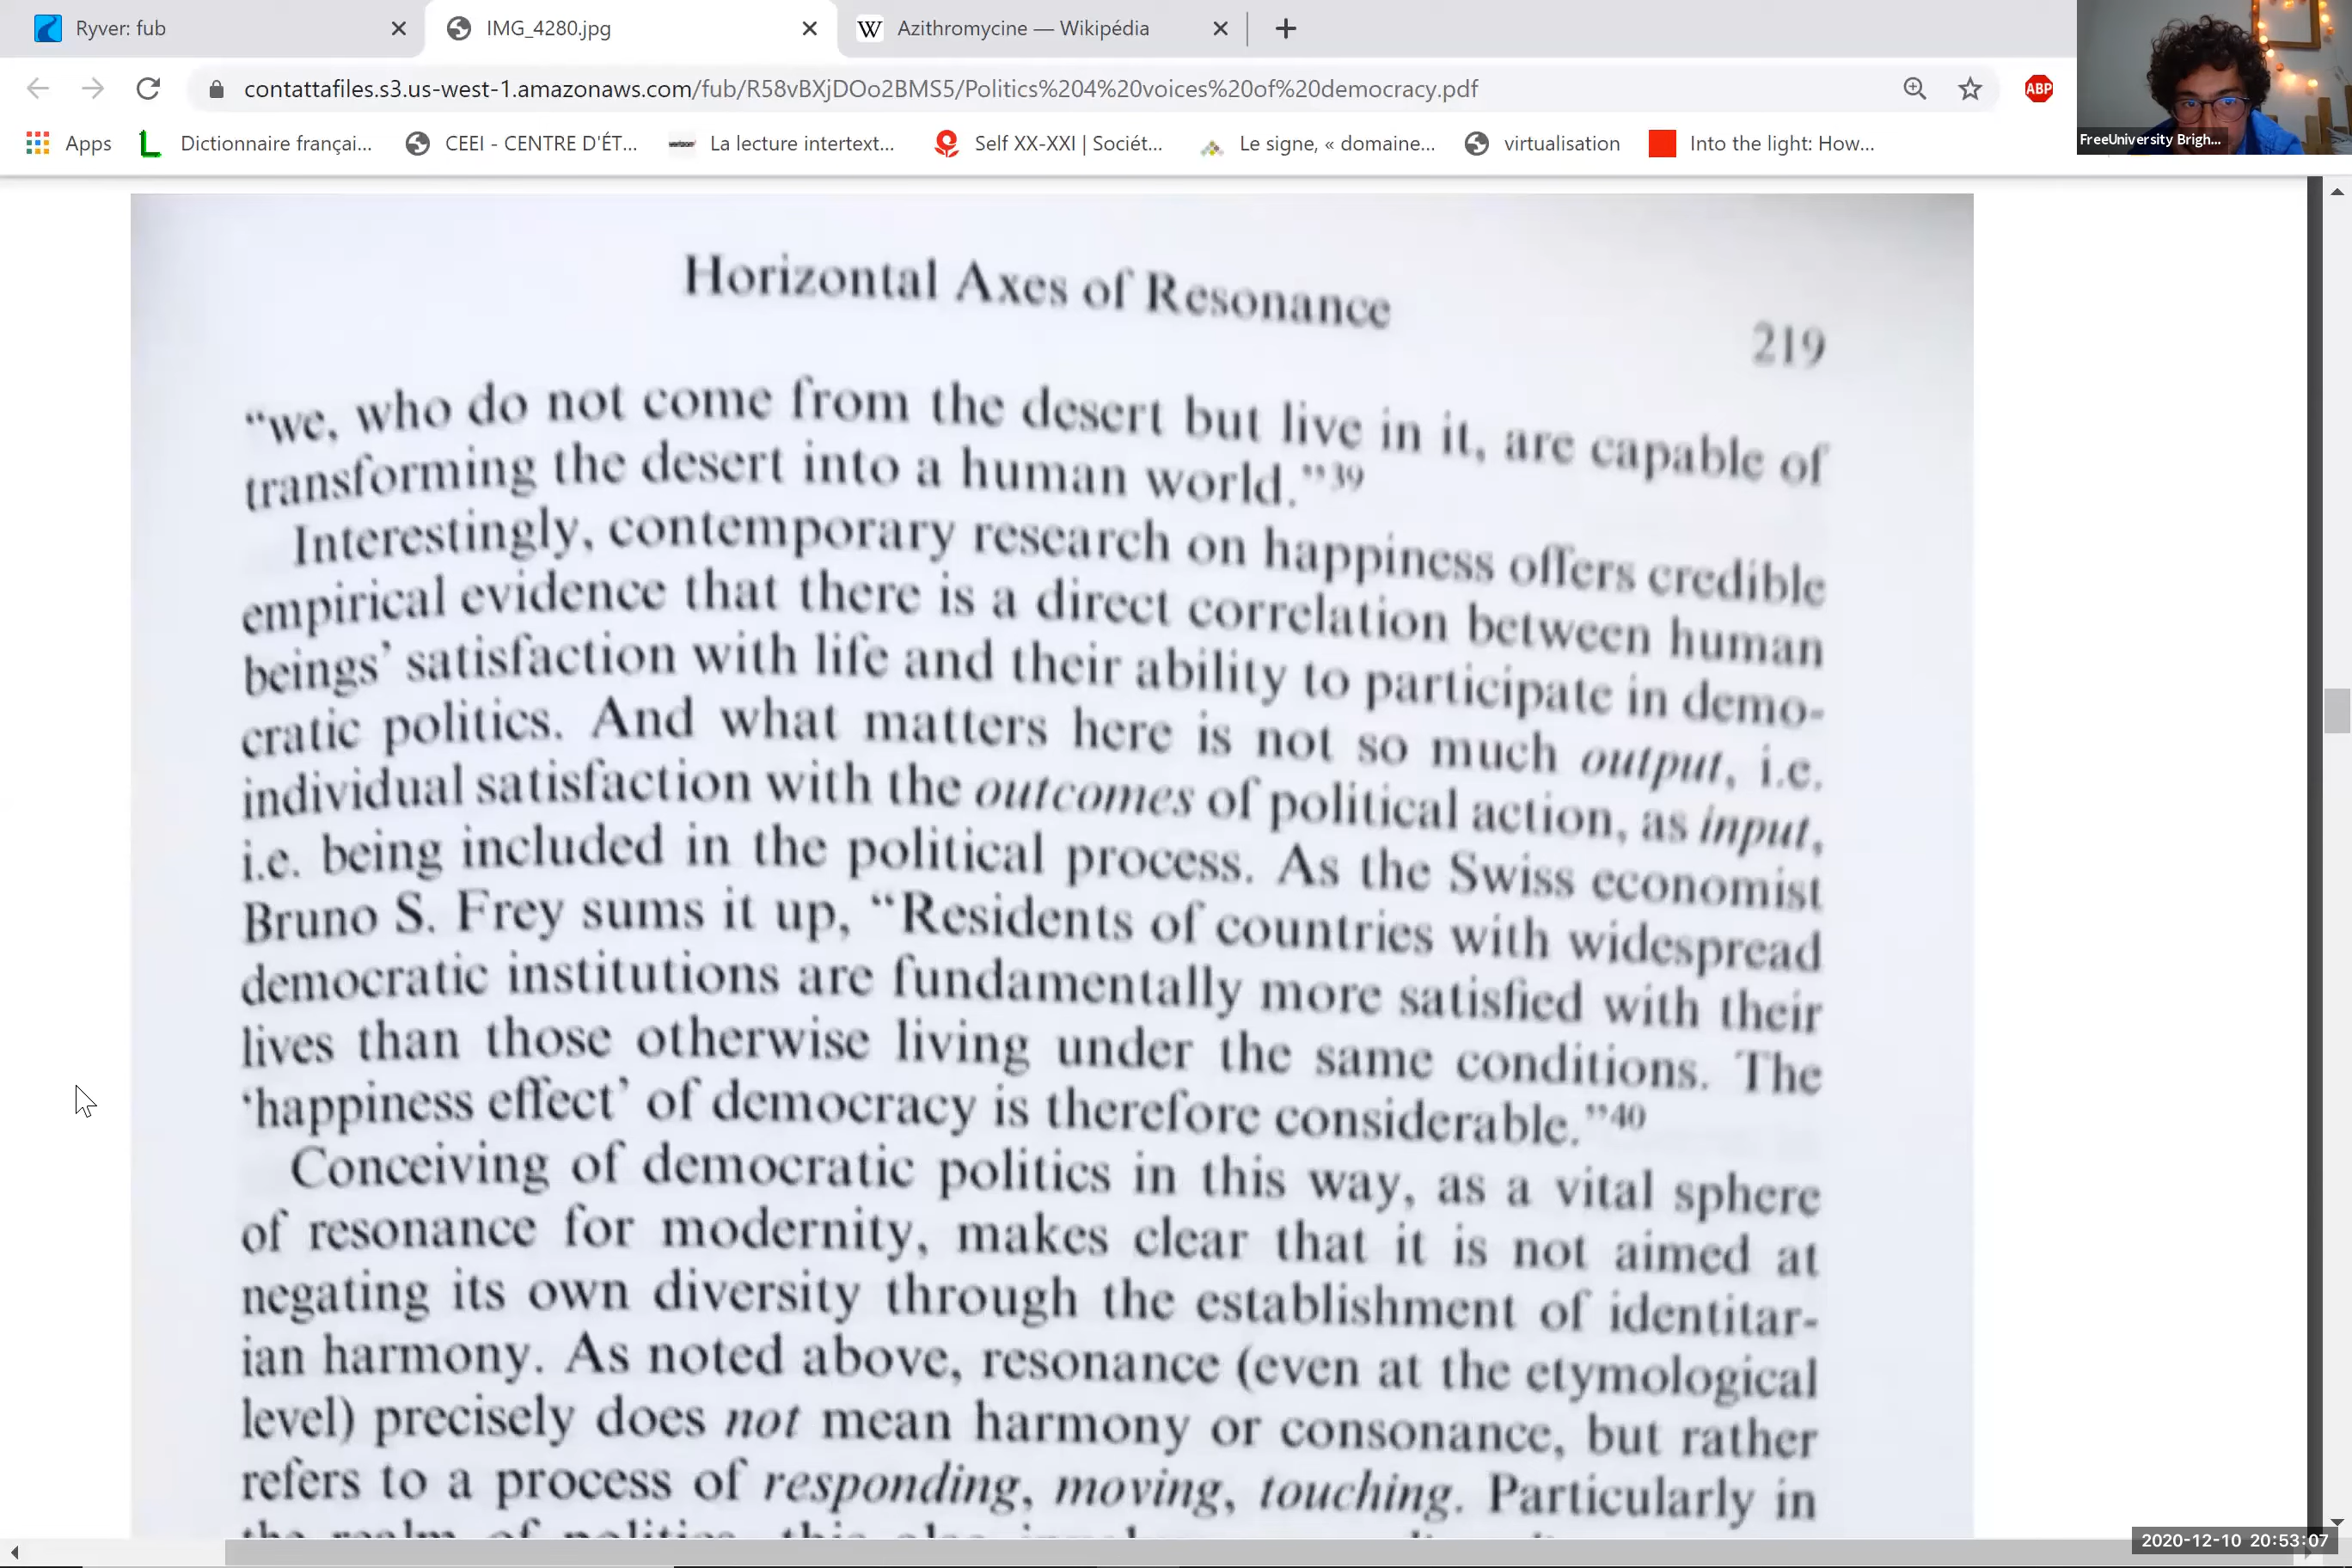 Ryver: fub
IMG_4280.jpg
W Azithromycine — Wikipédia
contattafiles.s3.us-west-1.amazonaws.com/fub/R58vBXjDOo2BMS5/Politics%204%20voices%20of%20democracy.pdf
ABP
Apps
Dictionnaire françai...
CEEI - CENTRE D'ÉT...
La lecture intertext...
Self XX-XXI | Sociét...
Le signe, « domaine...
virtualisation
Into the light: How...
FreeUniversity Brigh...
Horizontal Axes of Resonance
219
“we, who do not come from the desert but live in it, are capable of
transforming the desert into a human world.”39
Interestingly, contemporary research on happiness offers credible
empirical evidence that there is a direct correlation between human
beings’ satisfaction with life and their ability to participate in demo-
cratic politics. And what matters here is not so much output, i.e.
individual satisfaction with the outcomes of political action, as input,
i.e. being included in the political process. As the Swiss economist
Bruno S. Frey sums it up, “Residents of countries with widespread
democratic institutions are fundamentally more satisfied with their
lives than those otherwise living under the same conditions. The
‘happiness effect’ of democracy is therefore considerable.”40
Conceiving of democratic politics in this way, as a vital sphere
of resonance for modernity, makes clear that it is not aimed at
negating its own diversity through the establishment of identitar-
ian harmony. As noted above, resonance (even at the etymological
level) precisely does not mean harmony or consonance, but rather
refers to a process of responding, moving, touching. Particularly in
the realm of politics, this also
2020-12-10 20:53:07